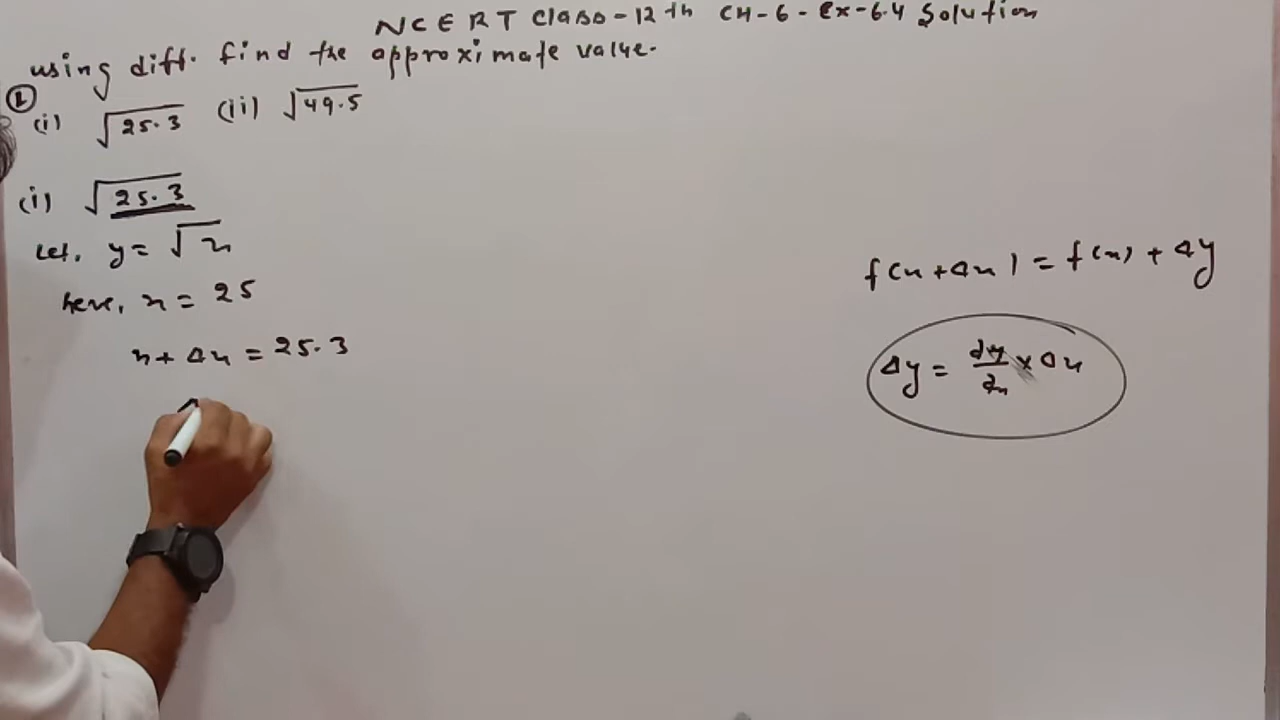 NCERT Class-12th CH-6-Ex-6.4 Solution
using diff. find the approximate value.
① (i) √25.3 (ii) √49.5
(i) √25.3
Let, y = √x
here, x = 25
x + Δx = 25.3
f(x + Δx) = f(x) + Δy
Δy = dy/dx × Δx